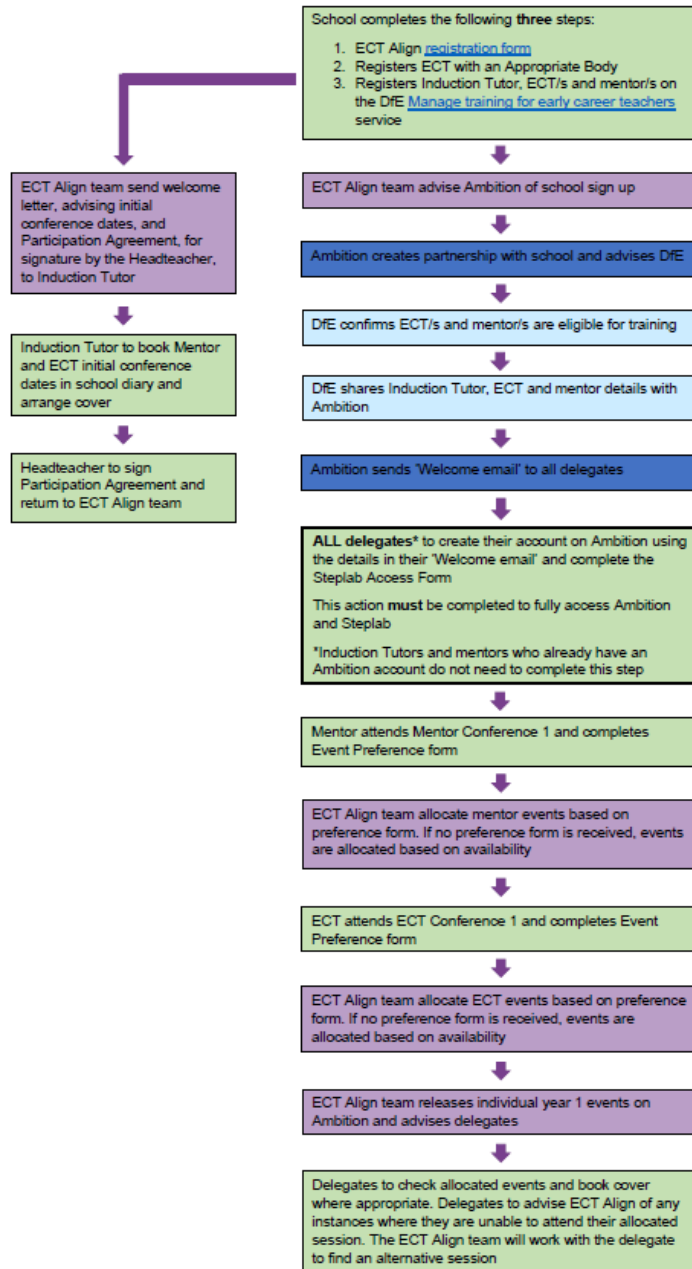 School completes the following three steps:
1. ECT Align registration form
2. Registers ECT with an Appropriate Body
3. Registers Induction Tutor, ECT/s and mentor/s on
the DfE Manage training for early career teachers
service
ECT Align team send welcome
letter, advising initial
conference dates, and
Participation Agreement, for
signature by the Headteacher,
to Induction Tutor
Induction Tutor to book Mentor
and ECT initial conference
dates in school diary and
arrange cover
Headteacher to sign
Participation Agreement and
return to ECT Align team
ECT Align team advise Ambition of school sign up
Ambition creates partnership with school and advises DfE
DfE confirms ECT/s and mentor/s are eligible for training
DfE shares Induction Tutor, ECT and mentor details with
Ambition
Ambition sends 'Welcome email' to all delegates
ALL delegates* to create their account on Ambition using
the details in their 'Welcome email' and complete the
Steplab Access Form
This action must be completed to fully access Ambition
and Steplab
*Induction Tutors and mentors who already have an
Ambition account do not need to complete this step
Mentor attends Mentor Conference 1 and completes
Event Preference form
ECT Align team allocate mentor events based on
preference form. If no preference form is received, events
are allocated based on availability
ECT attends ECT Conference 1 and completes Event
Preference form
ECT Align team allocate ECT events based on preference
form. If no preference form is received, events are
allocated based on availability
ECT Align team releases individual year 1 events on
Ambition and advises delegates
Delegates to check allocated events and book cover
where appropriate. Delegates to advise ECT Align of any
instances where they are unable to attend their allocated
session. The ECT Align team will work with the delegate
to find an alternative session